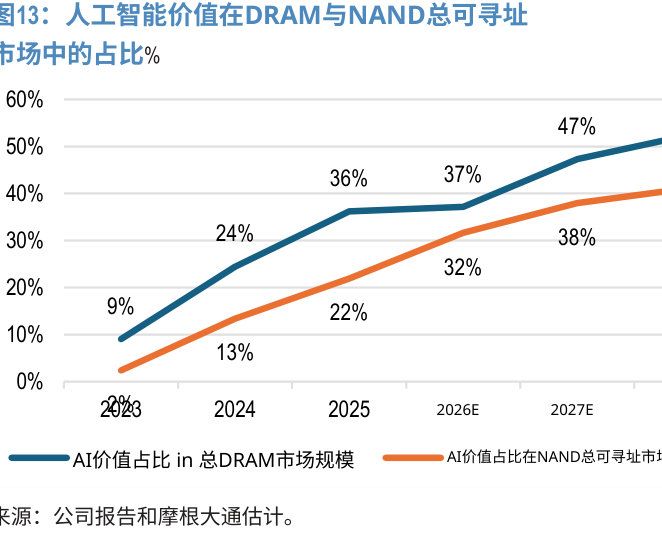 图13：人工智能价值在DRAM与NAND总可寻址
市场中的占比%
60%
50%
40%
30%
20%
10%
0%
9%
24%
36%
37%
47%
2%
13%
22%
32%
38%
2023
2024
2025
2026E
2027E
AI价值占比 in 总DRAM市场规模
AI价值占比在NAND总可寻址市场
来源：公司报告和摩根大通估计。